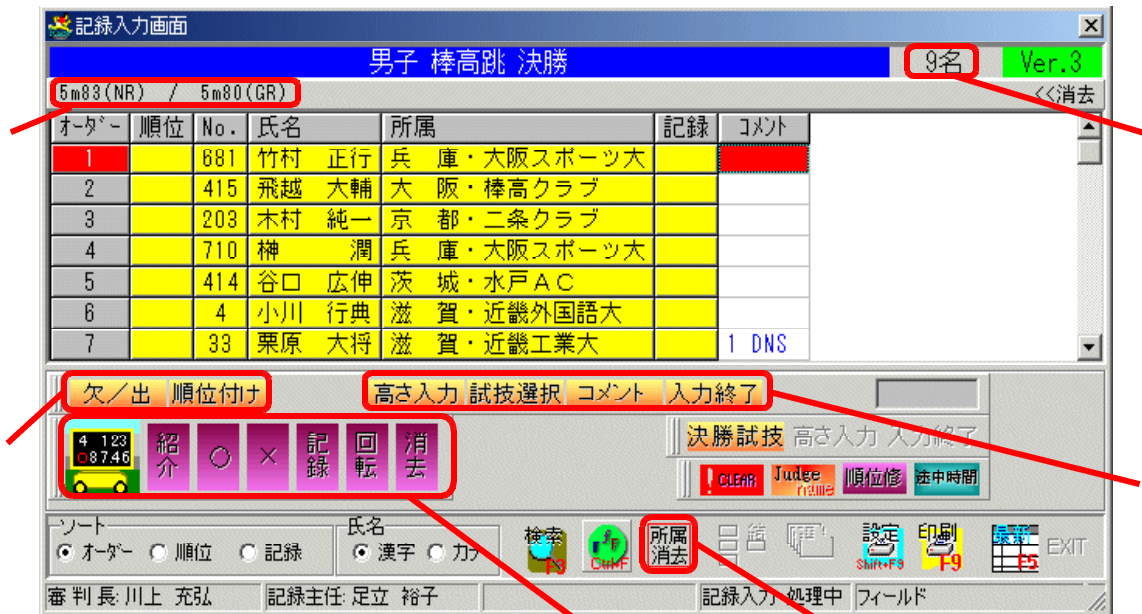 記録入力画面
男子 棒高跳 決勝 9名 Ver.3
5m83(NR) / 5m80(GR) <<消去
ｵｰﾀﾞｰ 順位 No. 氏名 所属 記録 ｺﾒﾝﾄ
1 681 竹村 正行 兵 庫・大阪スポーツ大
2 415 飛越 大輔 大 阪・棒高クラブ
3 203 木村 純一 京 都・二条クラブ
4 710 榊 潤 兵 庫・大阪スポーツ大
5 414 谷口 広伸 茨 城・水戸ＡＣ
6 4 小川 行典 滋 賀・近畿外国語大
7 33 栗原 大将 滋 賀・近畿工業大 1 DNS
欠／出 順位付け 高さ入力 試技選択 コメント 入力終了
4 123
087.46
紹介 ○ × 記録 回転 消去
決勝試技 高さ入力 入力終了
CLEAR Judge name 順位修 途中時間
ソート ｵｰﾀﾞｰ 順位 記録
氏名 漢字 ｶﾅ
検索 F3 Ctrl+F 所属消去 設定 Shift+F9 印刷 F9 最新 F5 EXIT
審判長:川上 充弘 記録主任:足立 裕子 記録入力 処理中 フィールド